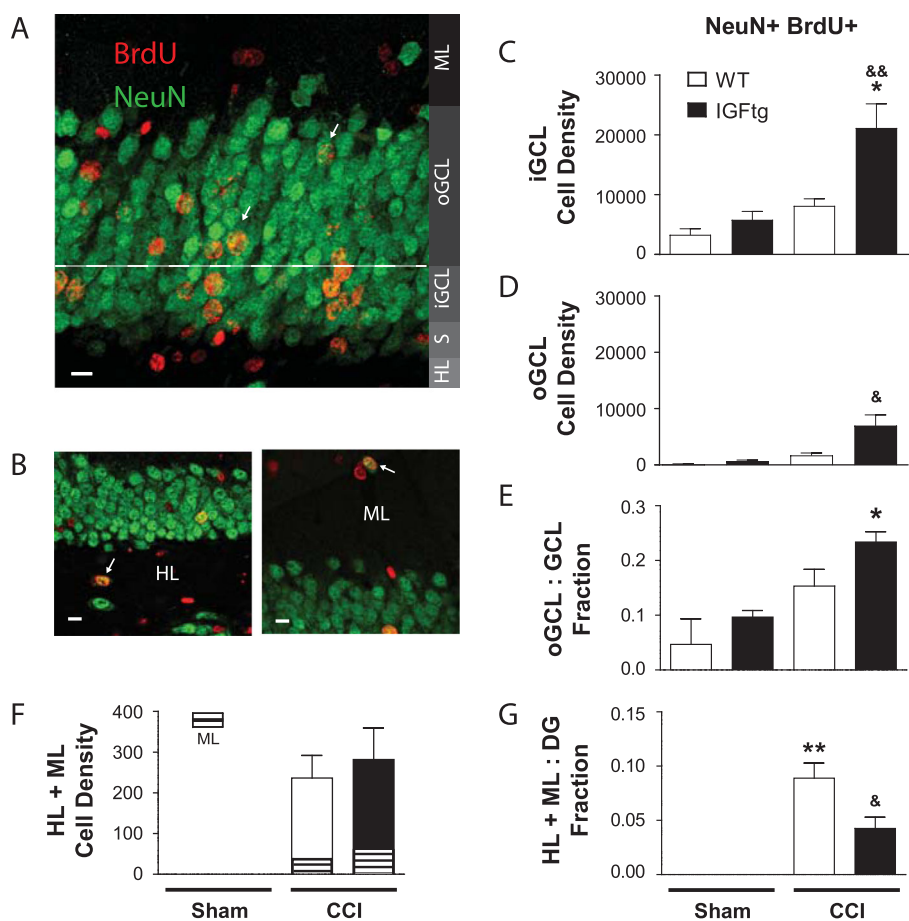 A
BrdU
NeuN
ML
oGCL
iGCL
S
HL
B
HL
ML
NeuN+ BrdU+
C
WT
IGFtg
&&
*
iGCL
Cell Density
30000
20000
10000
0
D
&
oGCL
Cell Density
30000
20000
10000
0
E
*
oGCL : GCL
Fraction
0.3
0.2
0.1
0.0
F
ML
HL + ML
Cell Density
400
300
200
100
0
Sham
CCI
G
**
&
HL + ML : DG
Fraction
0.15
0.10
0.05
0.00
Sham
CCI